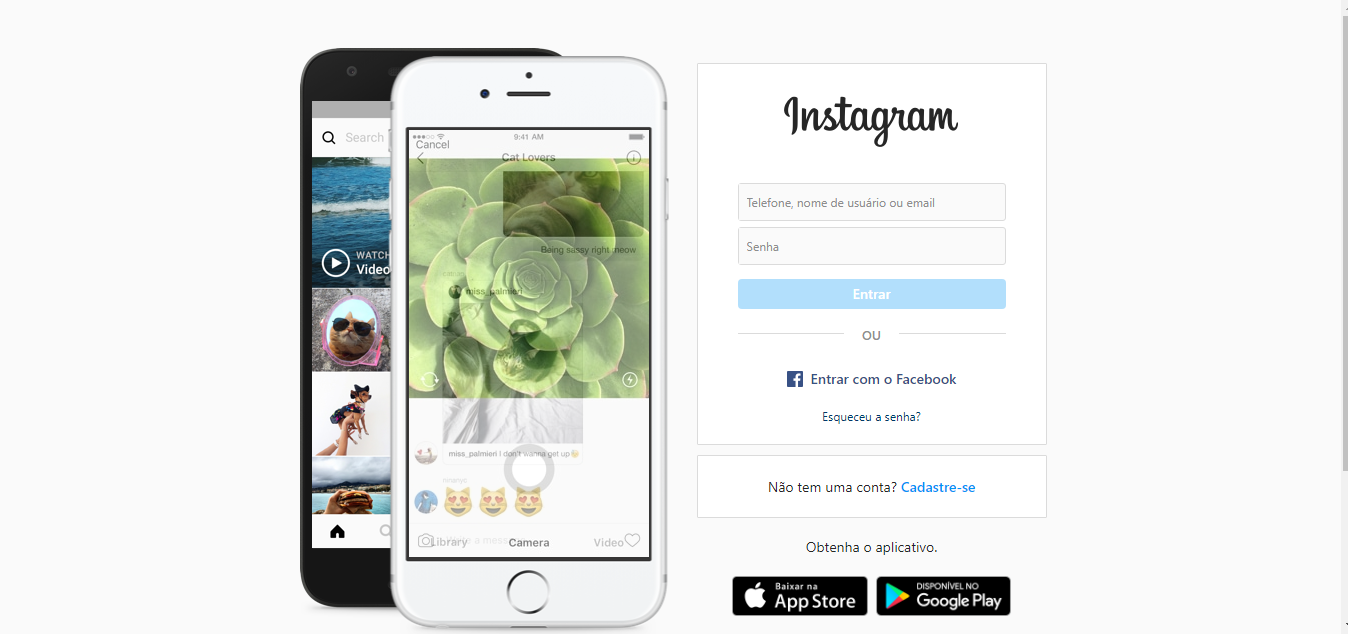 Search
WATCH
Video
9:41 AM
Cancel
Cat Lovers
Being sassy right meow
miss_palmieri
miss_palmieri I don't wanna get up
Library
Camera
Video
Instagram
Telefone, nome de usuário ou email
Senha
Entrar
OU
Entrar com o Facebook
Esqueceu a senha?
Não tem uma conta? Cadastre-se
Obtenha o aplicativo.
Baixar na
App Store
DISPONÍVEL NO
Google Play